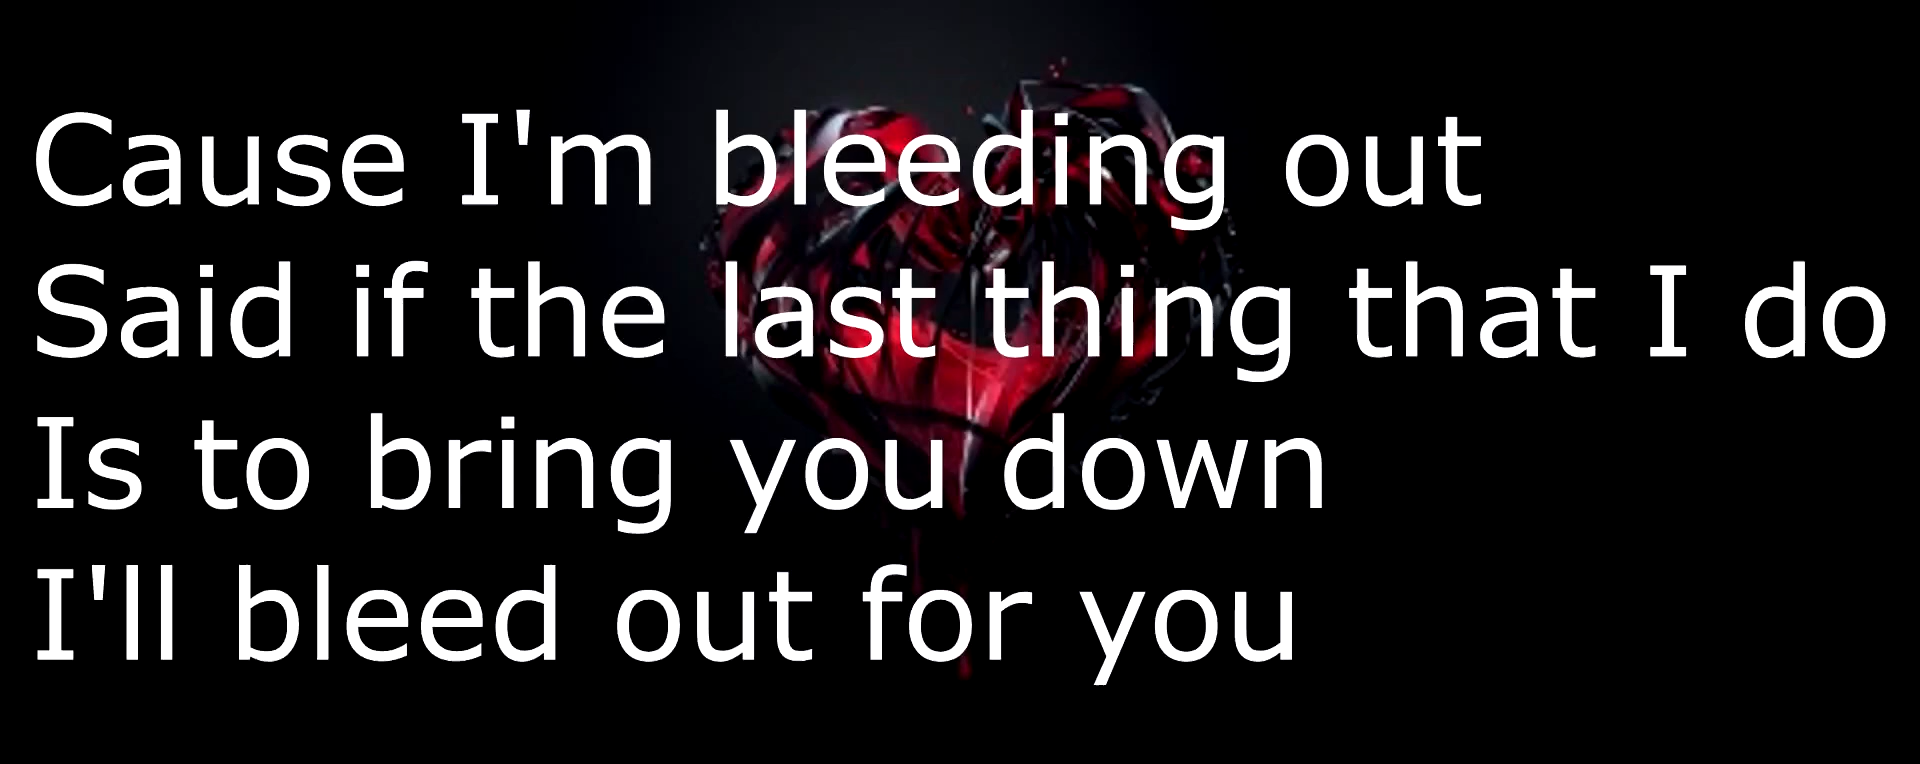 Cause I'm bleeding out
Said if the last thing that I do
Is to bring you down
I'll bleed out for you